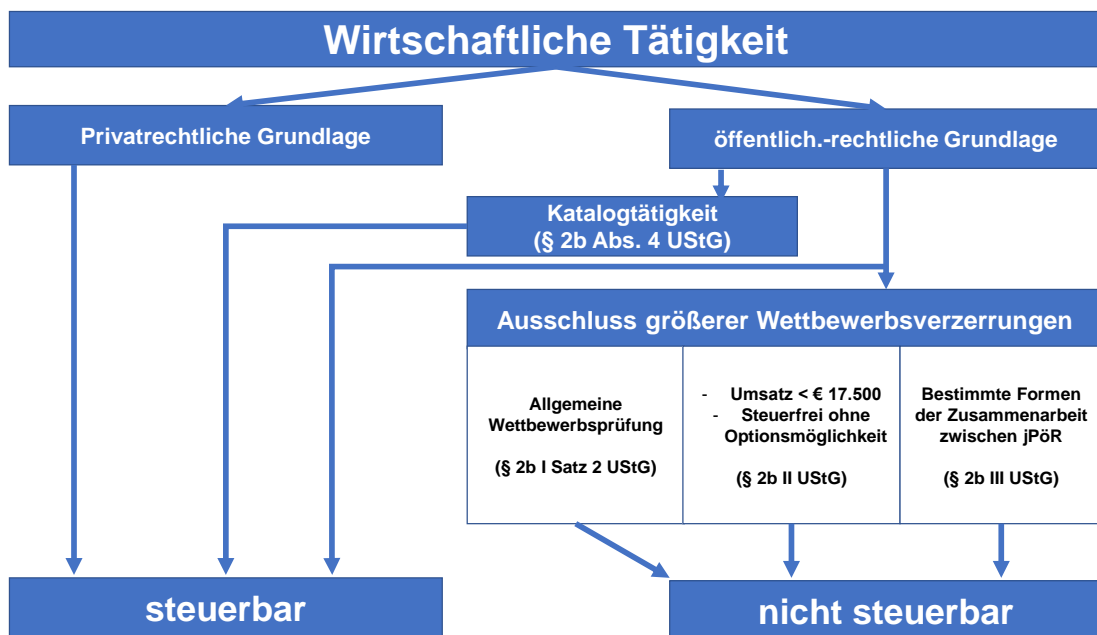 Wirtschaftliche Tätigkeit
Privatrechtliche Grundlage
öffentlich.-rechtliche Grundlage
Katalogtätigkeit
(§ 2b Abs. 4 UStG)
Ausschluss größerer Wettbewerbsverzerrungen
Allgemeine
Wettbewerbsprüfung
(§ 2b I Satz 2 UStG)
- Umsatz < € 17.500
- Steuerfrei ohne
Optionsmöglichkeit
(§ 2b II UStG)
Bestimmte Formen
der Zusammenarbeit
zwischen jPöR
(§ 2b III UStG)
steuerbar
nicht steuerbar